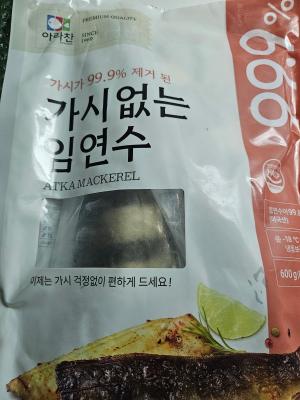 아라찬
PREMIUM QUALITY
SINCE
가시가 99.9% 제거 된
가시없는
임연수
ATKA MACKEREL
99.9%
이제는 가시 걱정없이 편하게 드세요!
-18℃
600g